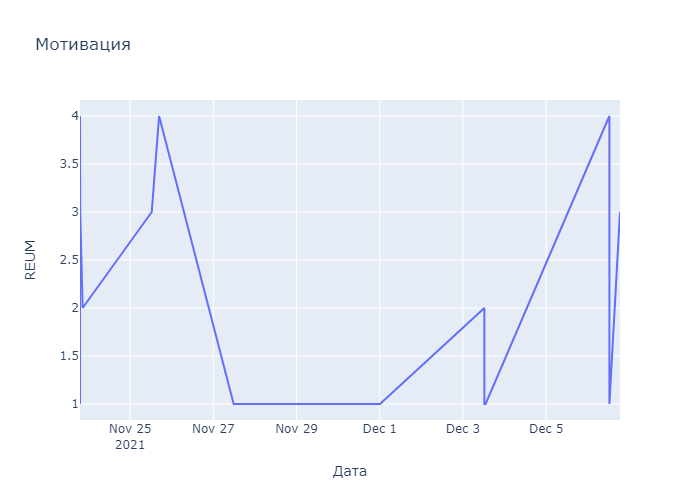 Мотивация
REUM
4
3.5
3
2.5
2
1.5
1
Nov 25
2021
Nov 27
Nov 29
Dec 1
Dec 3
Dec 5
Дата